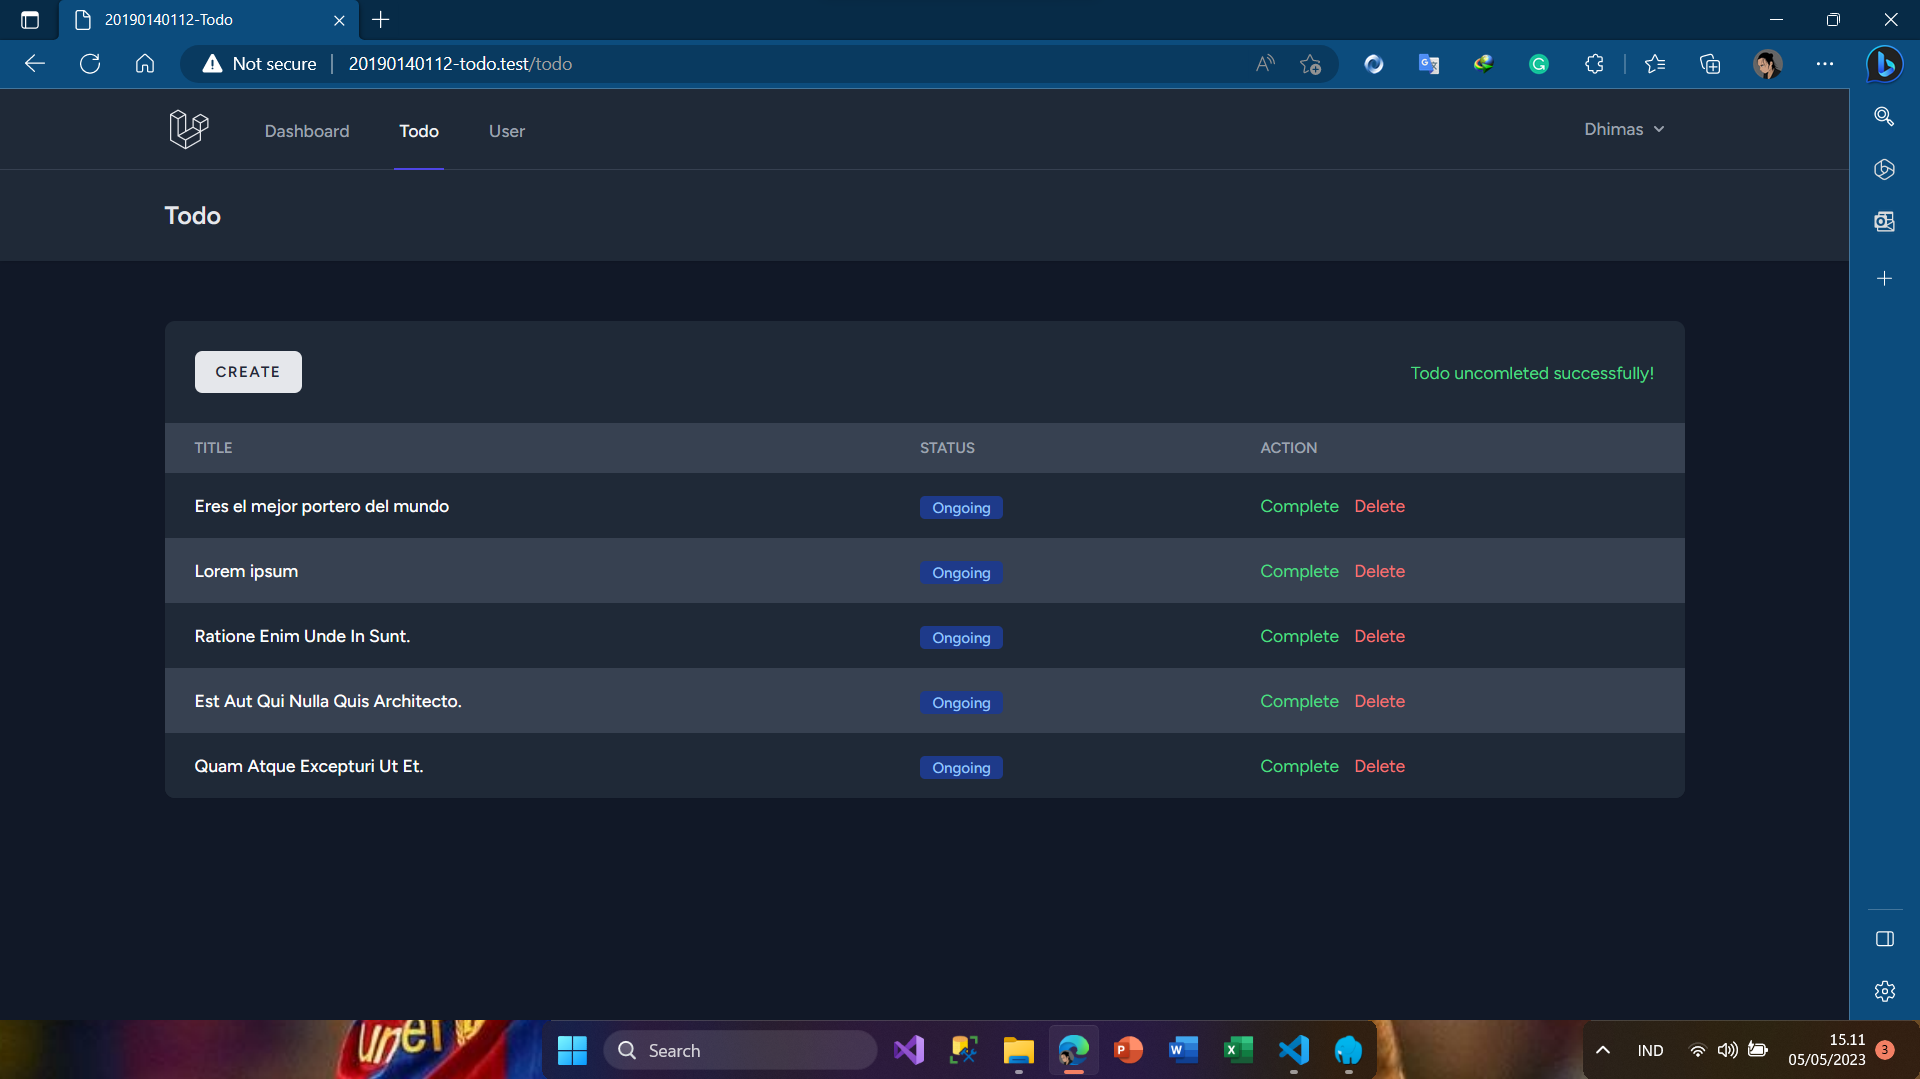 20190140112-Todo
Not secure
20190140112-todo.test/todo
Dashboard
Todo
User
Dhimas
Todo
CREATE
Todo uncomleted successfully!
TITLE STATUS ACTION
Eres el mejor portero del mundo Ongoing Complete Delete
Lorem ipsum Ongoing Complete Delete
Ratione Enim Unde In Sunt. Ongoing Complete Delete
Est Aut Qui Nulla Quis Architecto. Ongoing Complete Delete
Quam Atque Excepturi Ut Et. Ongoing Complete Delete
Search
IND
15.11
05/05/2023
3